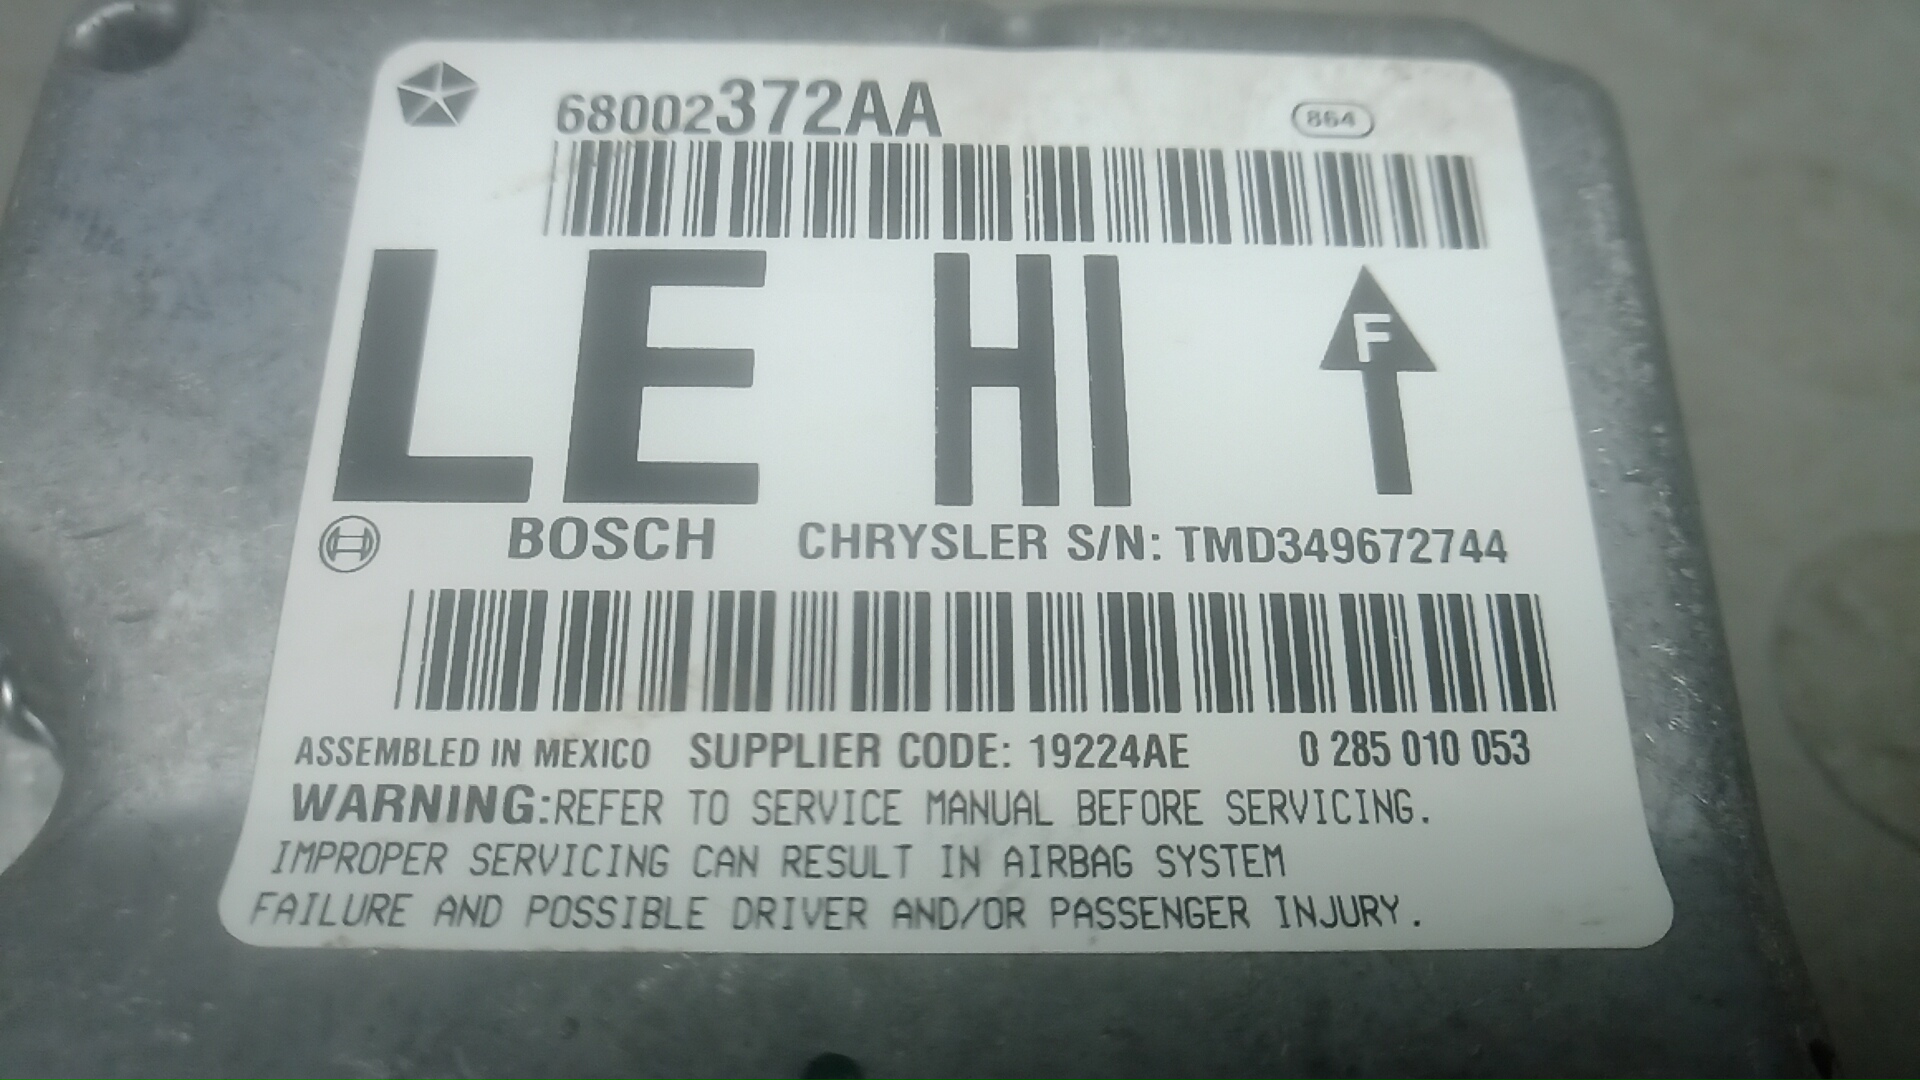 68002372AA 864
LE HI F
BOSCH CHRYSLER S/N: TMD349672744
ASSEMBLED IN MEXICO SUPPLIER CODE: 19224AE 0 285 010 053
WARNING:REFER TO SERVICE MANUAL BEFORE SERVICING.
IMPROPER SERVICING CAN RESULT IN AIRBAG SYSTEM
FAILURE AND POSSIBLE DRIVER AND/OR PASSENGER INJURY.